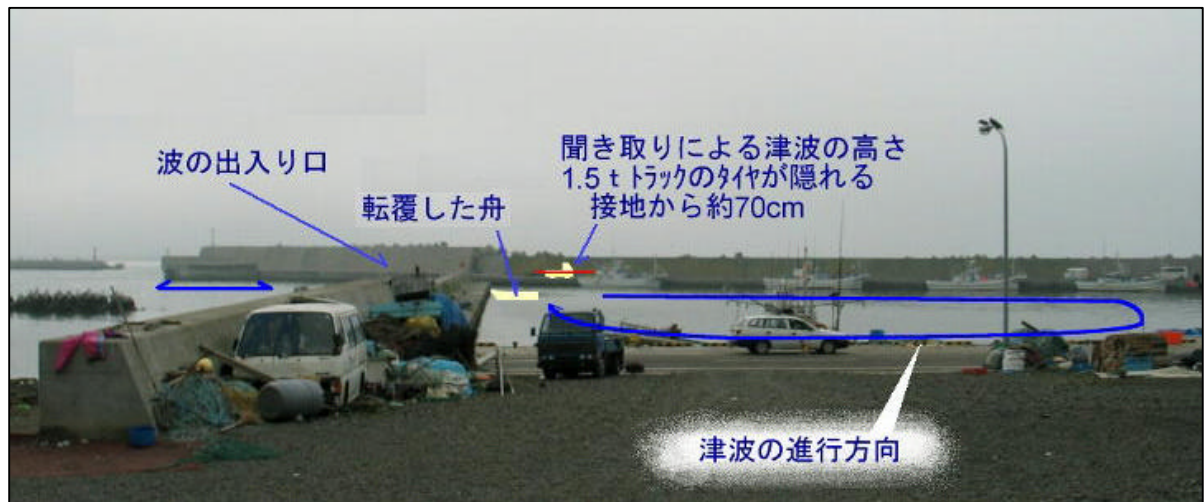 波の出入り口
転覆した舟
聞き取りによる津波の高さ
1.5ｔﾄﾗｯｸのﾀｲﾔが隠れる
接地から約70cm
津波の進行方向